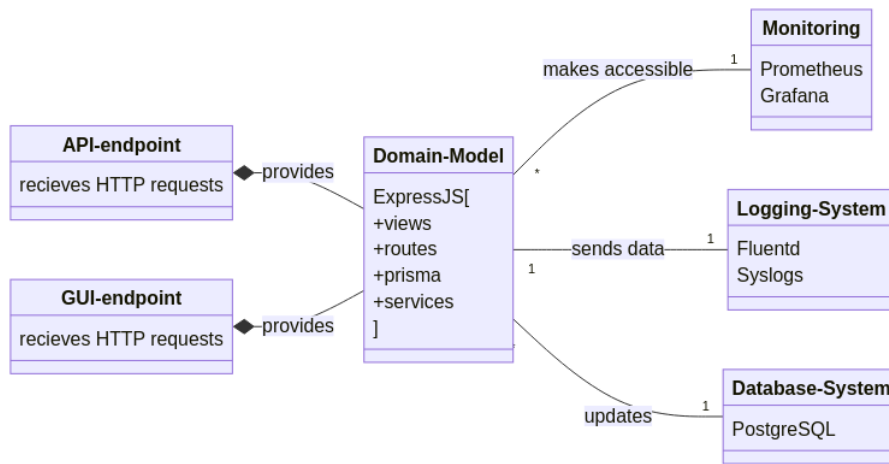 Monitoring
Prometheus
Grafana
makes accessible
1
*
API-endpoint
recieves HTTP requests
provides
Domain-Model
ExpressJS[
+views
+routes
+prisma
+services
]
Logging-System
Fluentd
Syslogs
sends data
1
1
GUI-endpoint
recieves HTTP requests
provides
Database-System
PostgreSQL
updates
1